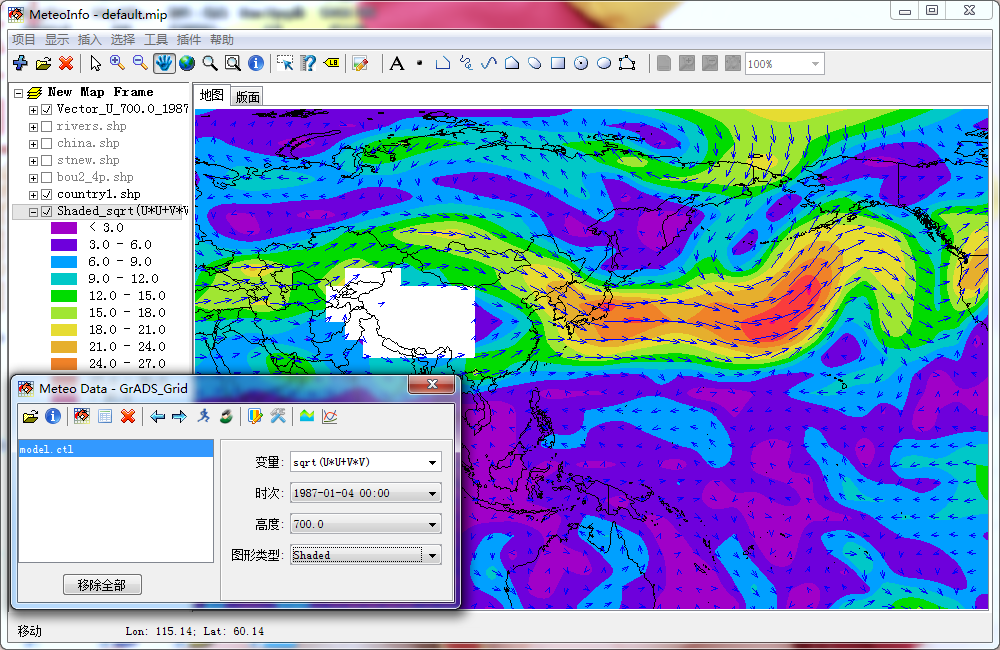 MeteoInfo - default.mip
项目 显示 插入 选择 工具 插件 帮助
A
100%
New Map Frame
Vector_U_700.0_1987
rivers.shp
china.shp
stnew.shp
bou2_4p.shp
country1.shp
Shaded_sqrt(U*U+V*V
< 3.0
3.0 - 6.0
6.0 - 9.0
9.0 - 12.0
12.0 - 15.0
15.0 - 18.0
18.0 - 21.0
21.0 - 24.0
24.0 - 27.0
地图 版面
Meteo Data - GrADS_Grid
model.ctl
变量: sqrt(U*U+V*V)
时次: 1987-01-04 00:00
高度: 700.0
图形类型: Shaded
移除全部
移动 Lon: 115.14; Lat: 60.14